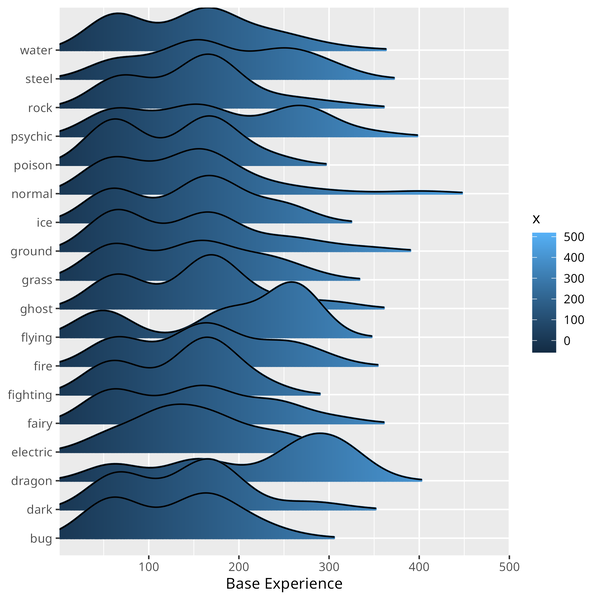 water
steel
rock
psychic
poison
normal
ice
ground
grass
ghost
flying
fire
fighting
fairy
electric
dragon
dark
bug
100 200 300 400 500
Base Experience
x
500
400
300
200
100
0